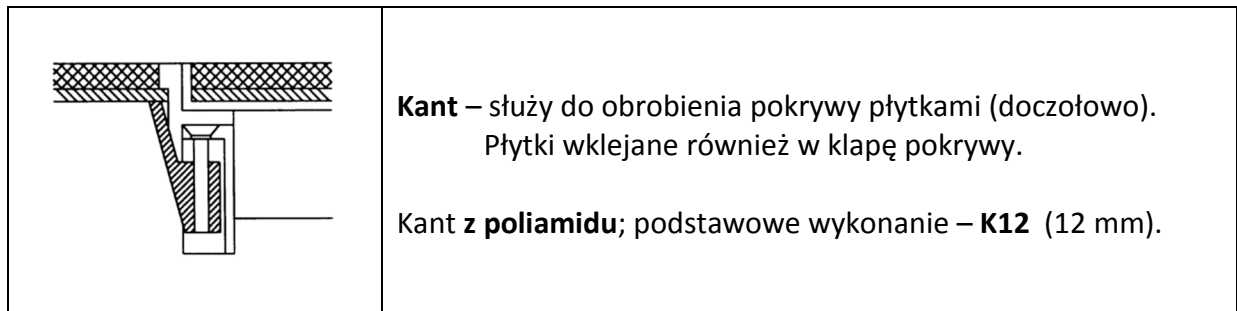 Kant – służy do obrobienia pokrywy płytkami (doczołowo).
Płytki wklejane również w klapę pokrywy.
Kant z poliamidu; podstawowe wykonanie – K12 (12 mm).